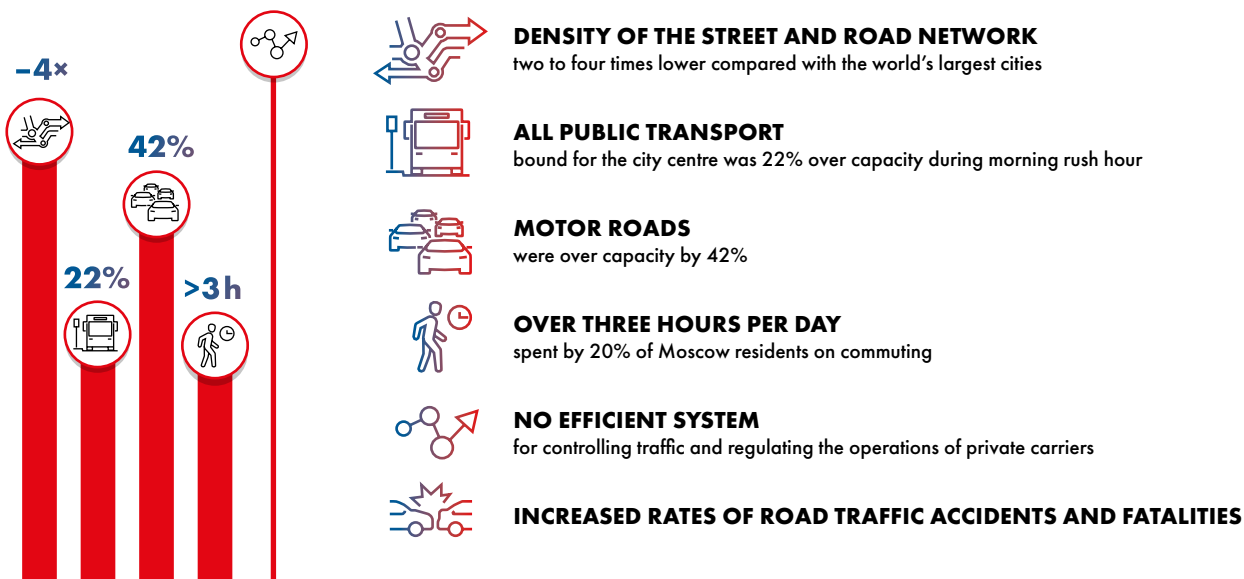 –4×
42%
22%
>3h
DENSITY OF THE STREET AND ROAD NETWORK
two to four times lower compared with the world’s largest cities
ALL PUBLIC TRANSPORT
bound for the city centre was 22% over capacity during morning rush hour
MOTOR ROADS
were over capacity by 42%
OVER THREE HOURS PER DAY
spent by 20% of Moscow residents on commuting
NO EFFICIENT SYSTEM
for controlling traffic and regulating the operations of private carriers
INCREASED RATES OF ROAD TRAFFIC ACCIDENTS AND FATALITIES